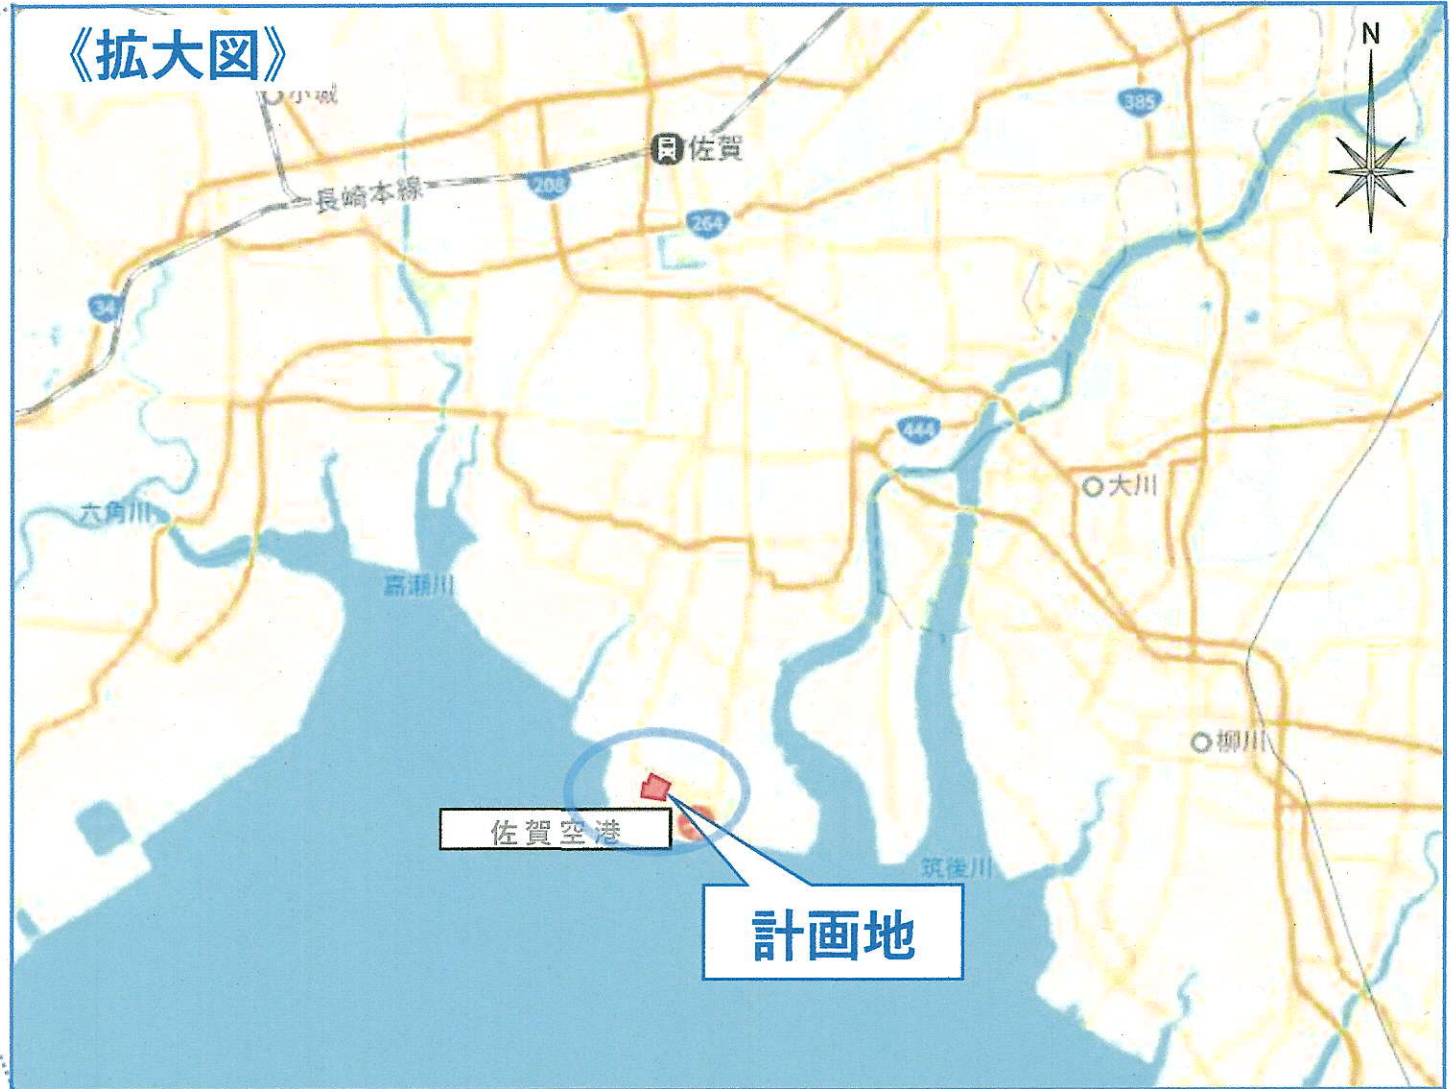 《拡大図》
N
小城
385
佐賀
長崎本線
208
264
34
444
大川
六角川
嘉瀬川
柳川
佐賀空港
筑後川
計画地